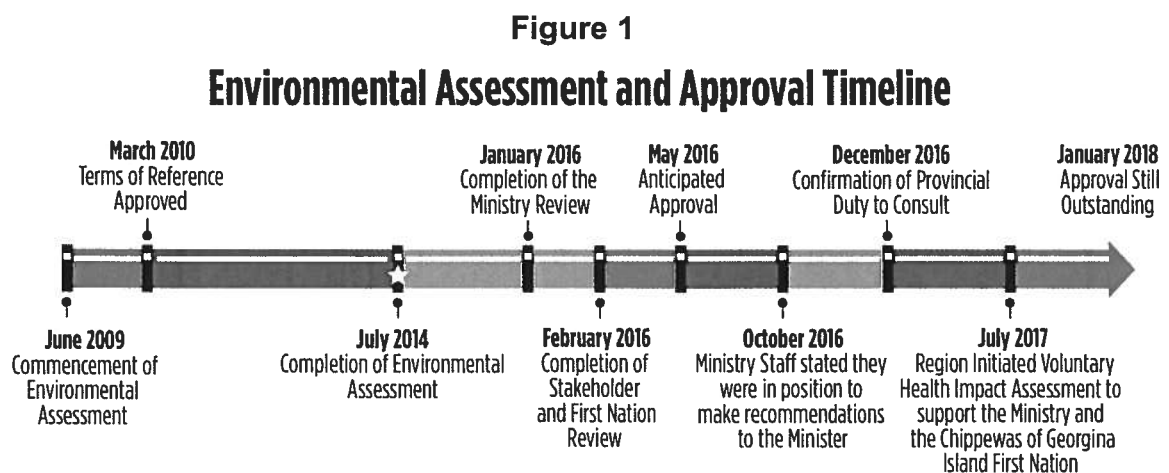 Figure 1
Environmental Assessment and Approval Timeline
March 2010
Terms of Reference
Approved
January 2016
Completion of the
Ministry Review
May 2016
Anticipated
Approval
December 2016
Confirmation of Provincial
Duty to Consult
January 2018
Approval Still
Outstanding
June 2009
Commencement of
Environmental
Assessment
July 2014
Completion of Environmental
Assessment
February 2016
Completion of
Stakeholder
and First Nation
Review
October 2016
Ministry Staff stated they
were in position to
make recommendations
to the Minister
July 2017
Region Initiated Voluntary
Health Impact Assessment to
support the Ministry and
the Chippewas of Georgina
Island First Nation